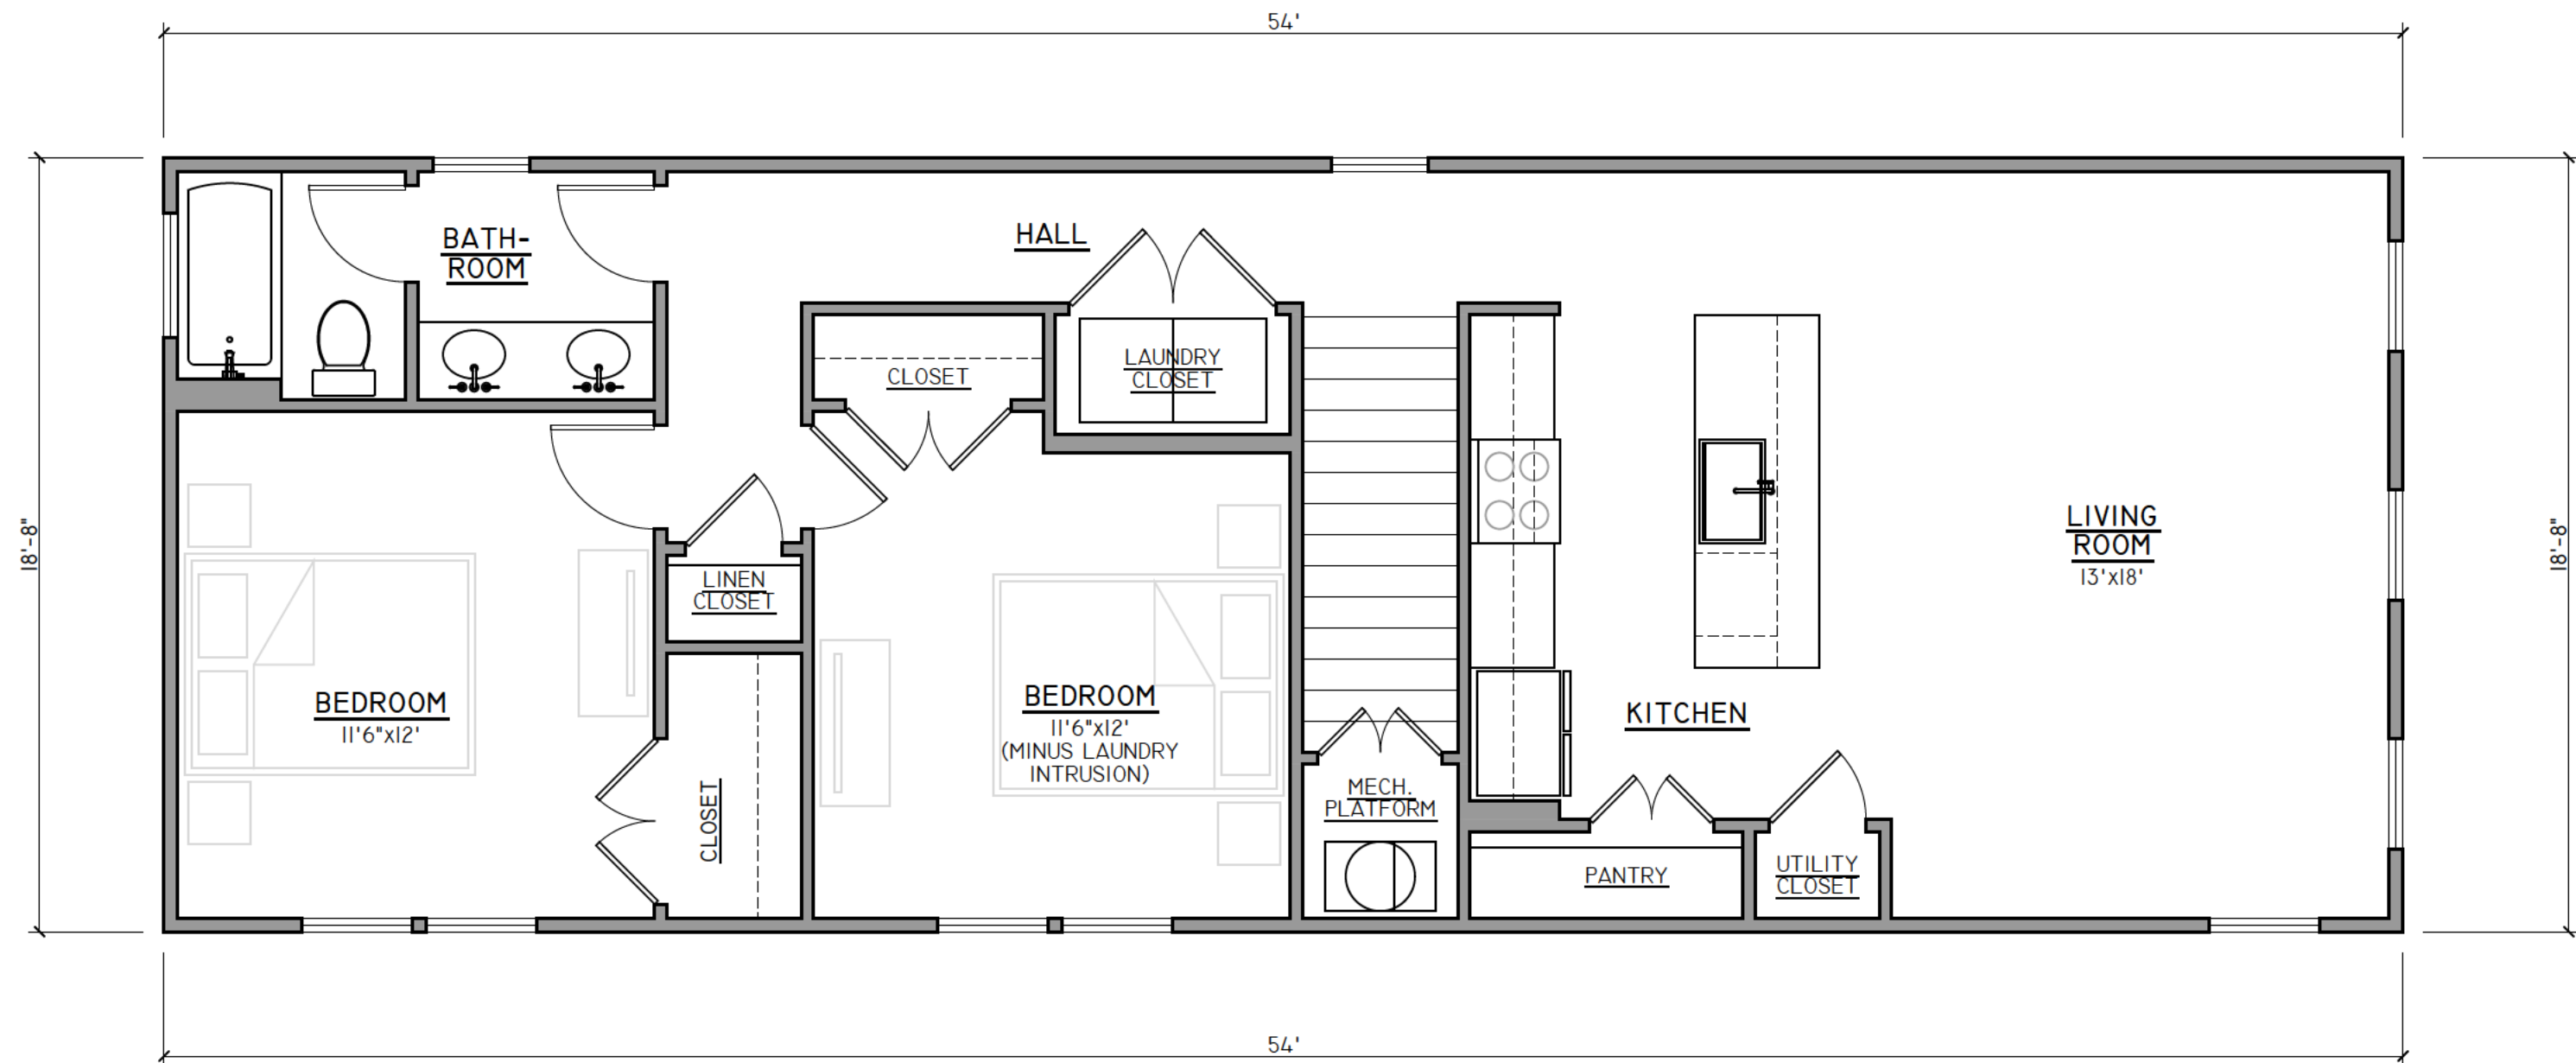 54'
BATH-
ROOM
HALL
CLOSET
LAUNDRY
CLOSET
18'-8"
18'-8"
LIVING
ROOM
13'x18'
LINEN
CLOSET
BEDROOM
11'6"x12'
BEDROOM
11'6"x12'
(MINUS LAUNDRY
INTRUSION)
KITCHEN
CLOSET
MECH.
PLATFORM
PANTRY
UTILITY
CLOSET
54'